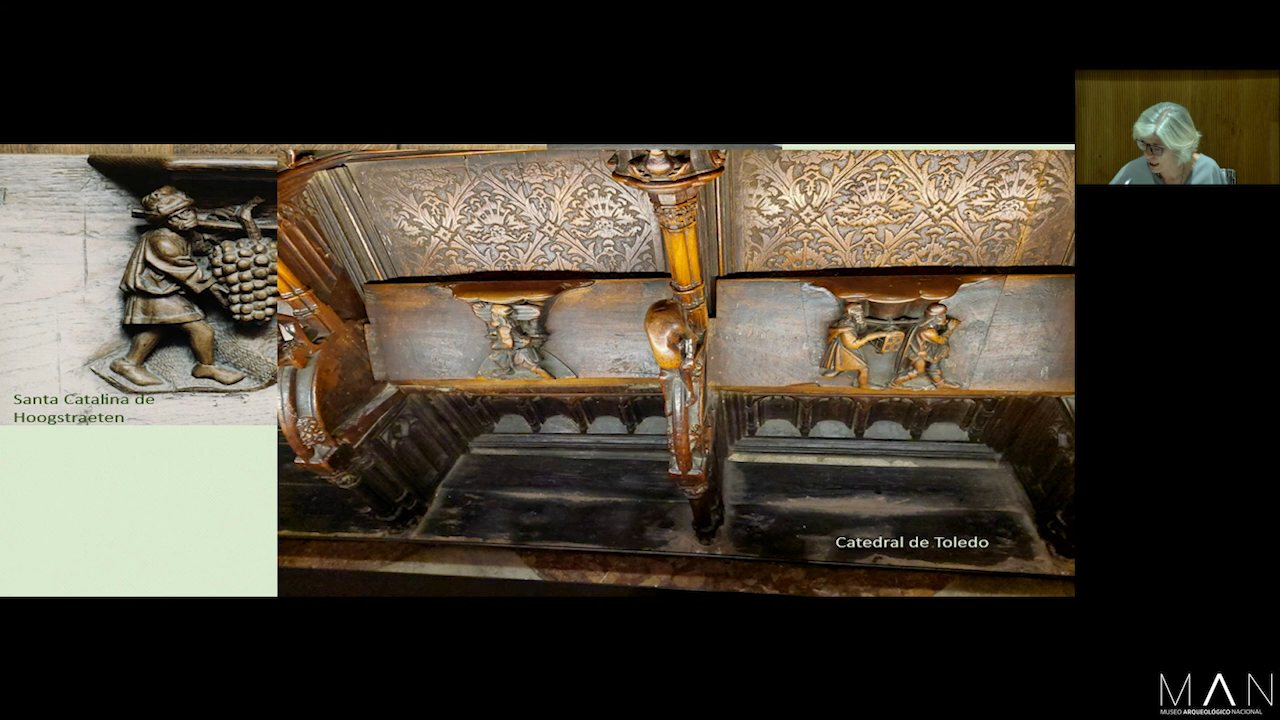 Santa Catalina de
Hoogstraeten
Catedral de Toledo
MAN
MUSEO ARQUEOLÓGICO NACIONAL